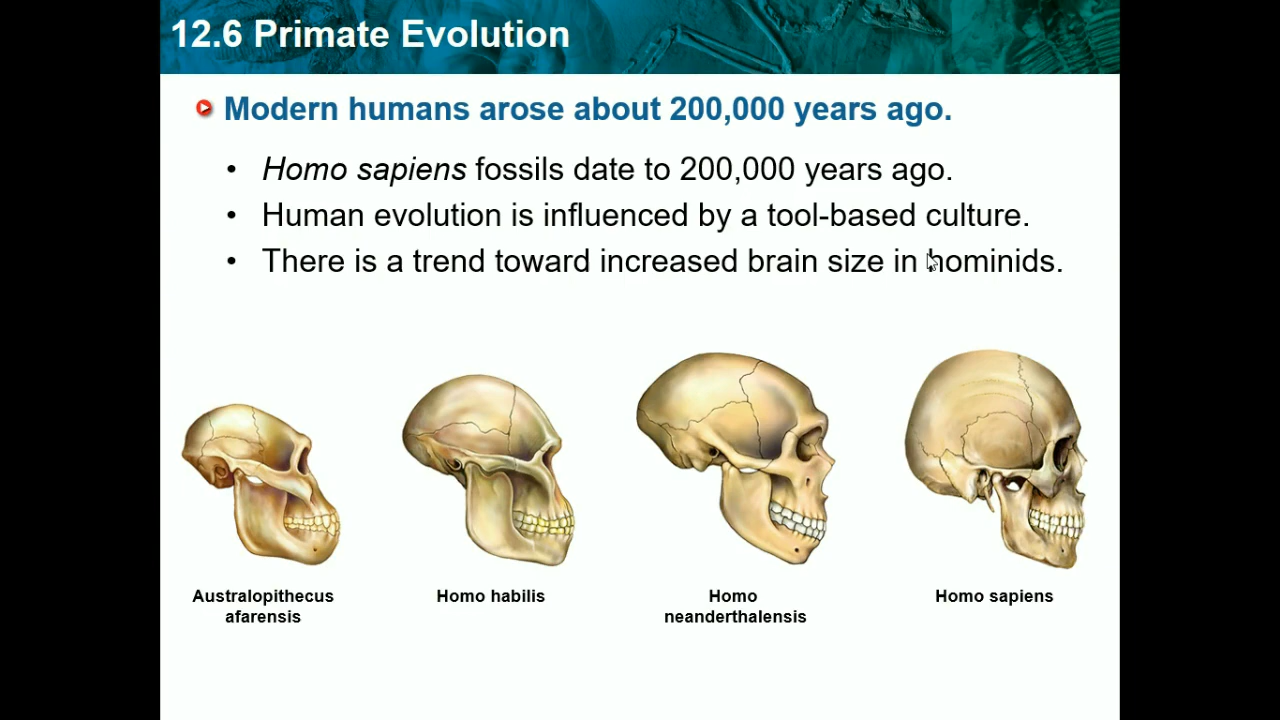 12.6 Primate Evolution
Modern humans arose about 200,000 years ago.
• Homo sapiens fossils date to 200,000 years ago.
• Human evolution is influenced by a tool-based culture.
• There is a trend toward increased brain size in hominids.
Australopithecus
afarensis
Homo habilis
Homo
neanderthalensis
Homo sapiens